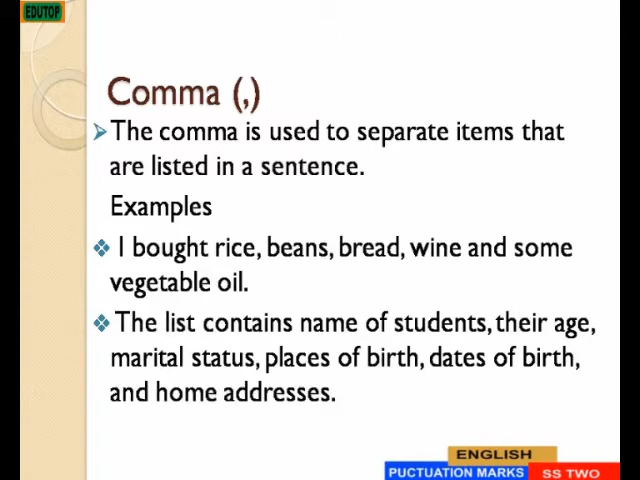 EDUTOP
Comma (,)
The comma is used to separate items that
are listed in a sentence.
Examples
I bought rice, beans, bread, wine and some
vegetable oil.
The list contains name of students, their age,
marital status, places of birth, dates of birth,
and home addresses.
ENGLISH
PUCTUATION MARKS
SS TWO